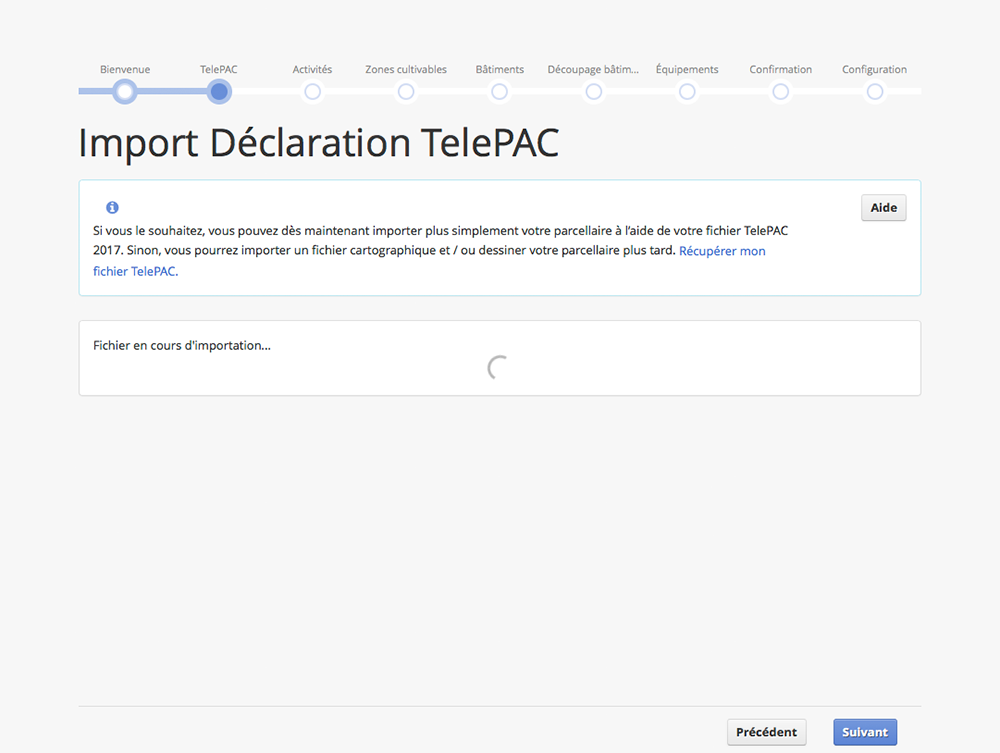 Bienvenue TelePAC Activités Zones cultivables Bâtiments Découpage bâtim... Équipements Confirmation Configuration
Import Déclaration TelePAC
Aide
Si vous le souhaitez, vous pouvez dès maintenant importer plus simplement votre parcellaire à l'aide de votre fichier TelePAC
2017. Sinon, vous pourrez importer un fichier cartographique et / ou dessiner votre parcellaire plus tard. Récupérer mon
fichier TelePAC.
Fichier en cours d'importation...
Précédent Suivant